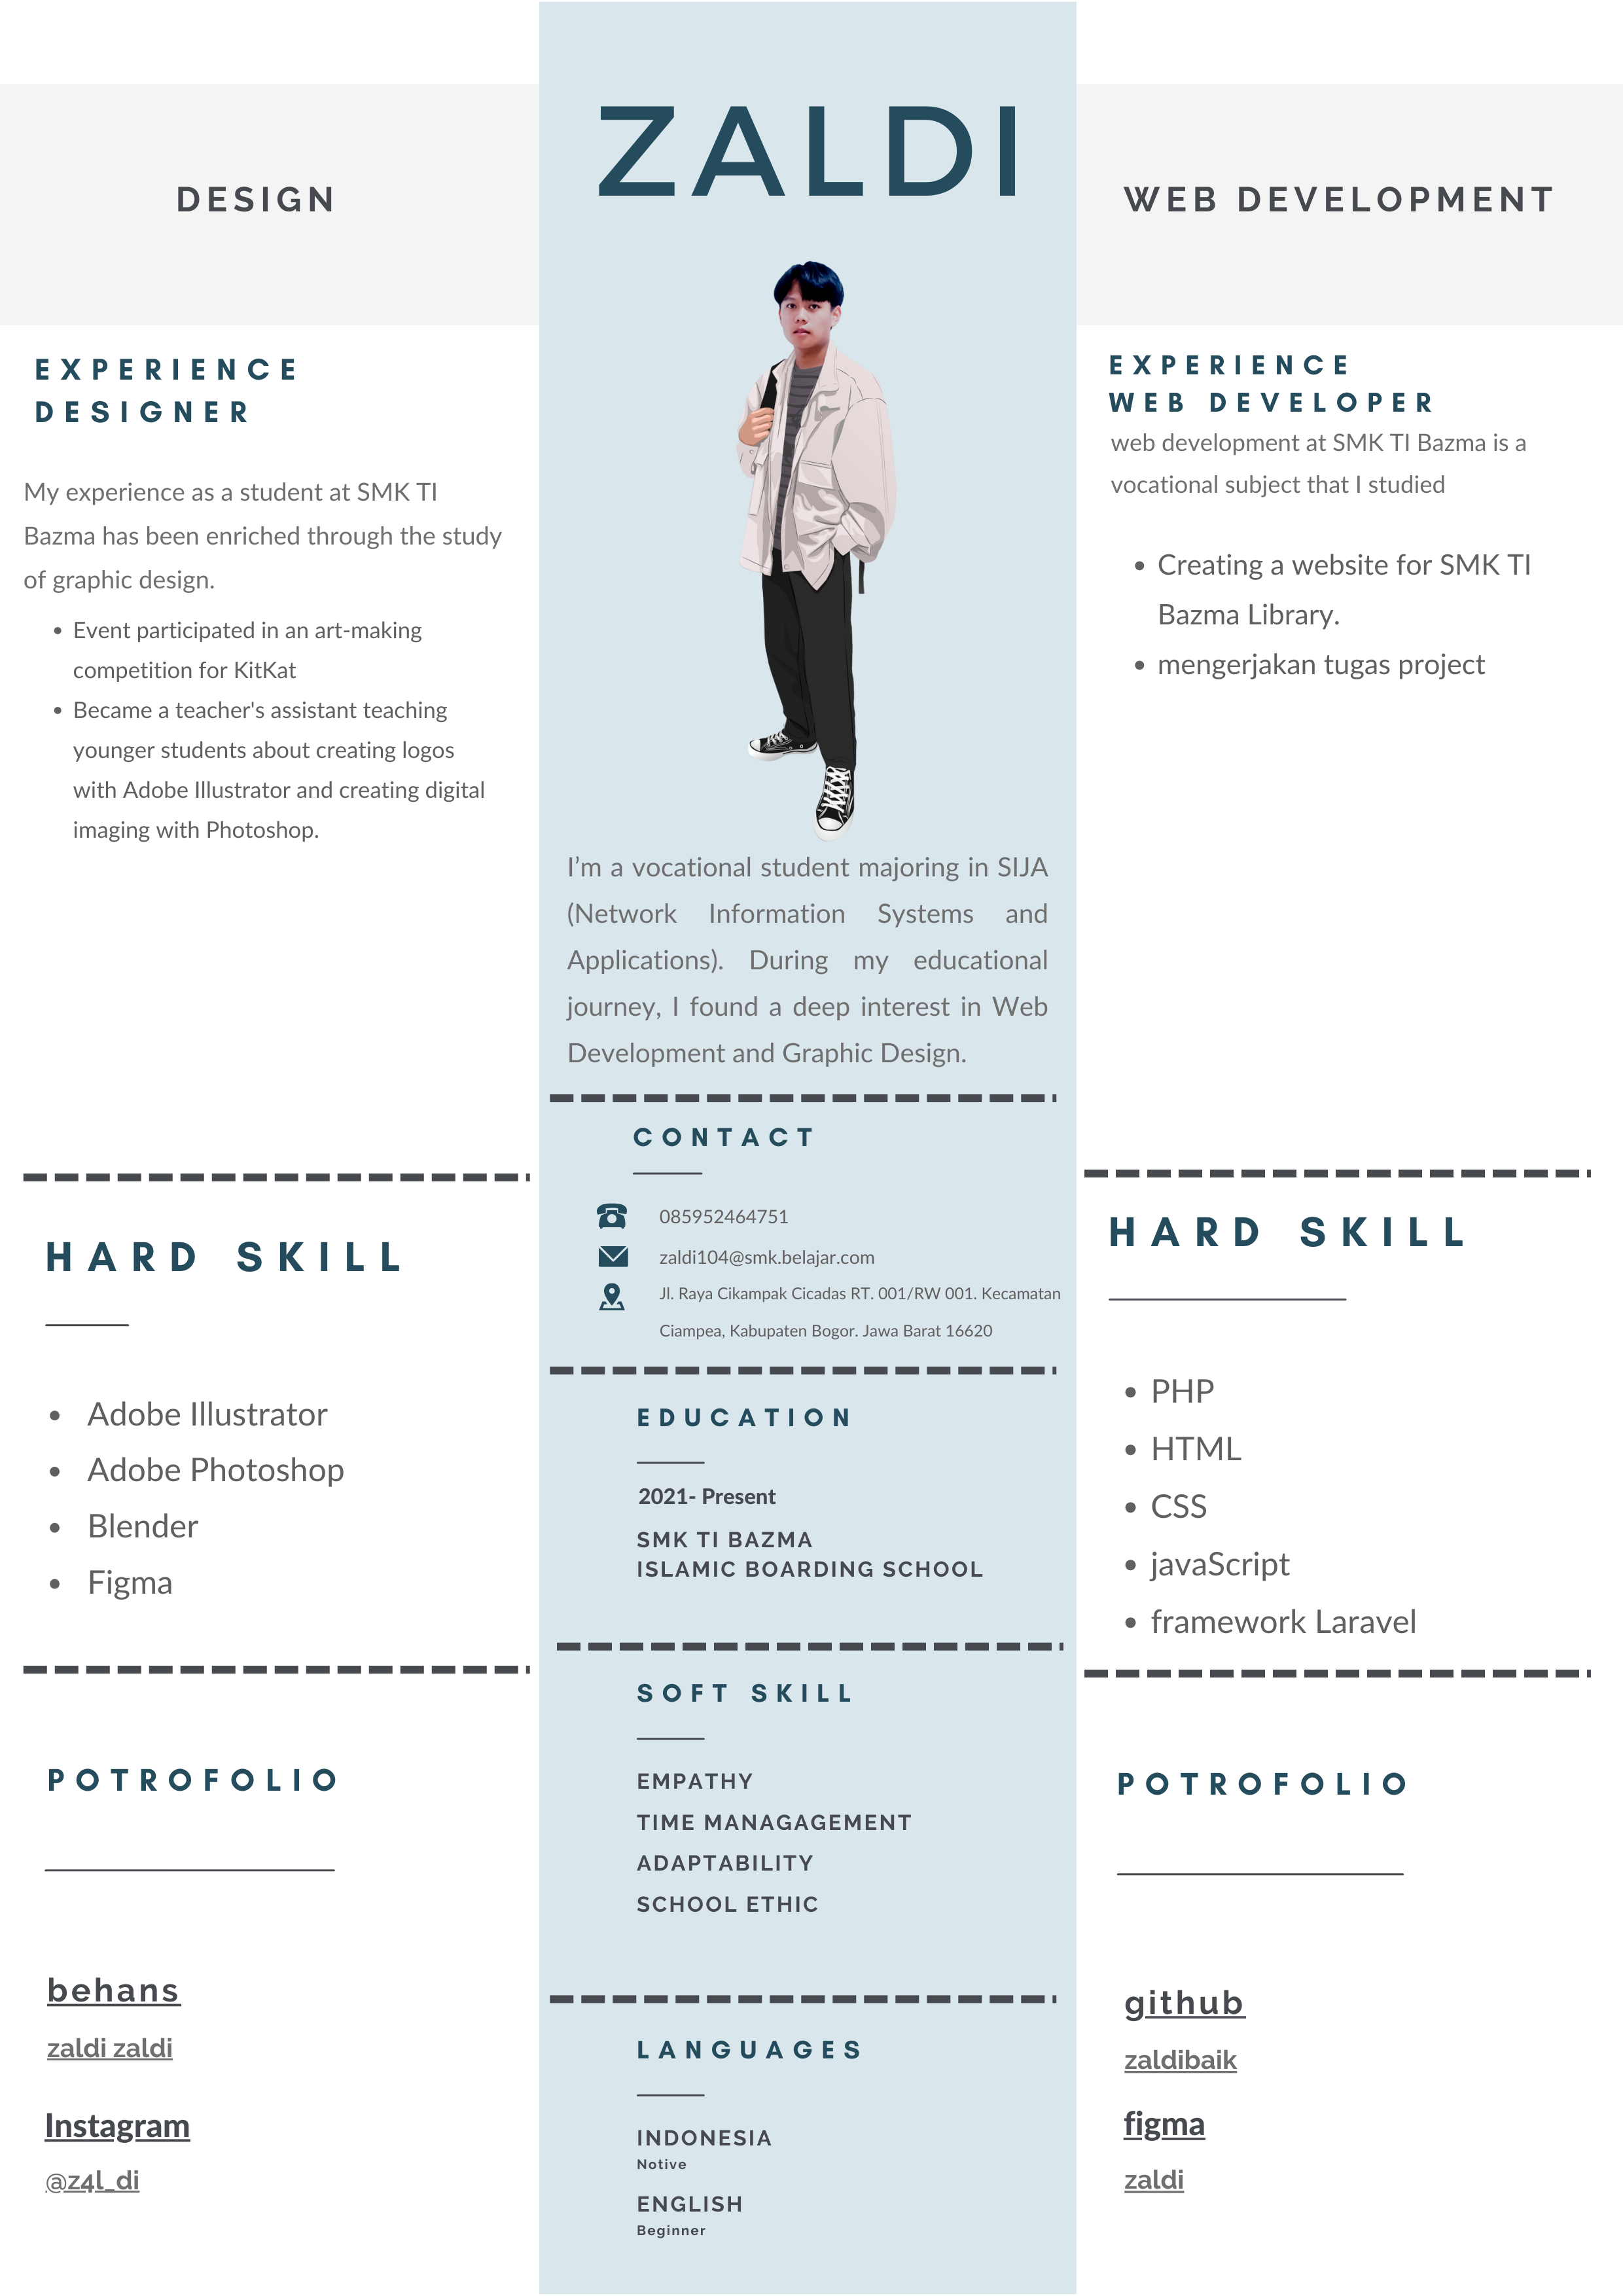 DESIGN
EXPERIENCE
DESIGNER
My experience as a student at SMK TI
Bazma has been enriched through the study
of graphic design.
• Event participated in an art-making
competition for KitKat
• Became a teacher's assistant teaching
younger students about creating logos
with Adobe Illustrator and creating digital
imaging with Photoshop.
HARD SKILL
• Adobe Illustrator
• Adobe Photoshop
• Blender
• Figma
POTROFOLIO
behans
zaldi zaldi
Instagram
@z4l_di
ZALDI
I’m a vocational student majoring in SIJA
(Network Information Systems and
Applications). During my educational
journey, I found a deep interest in Web
Development and Graphic Design.
CONTACT
085952464751
zaldi104@smk.belajar.com
Jl. Raya Cikampak Cicadas RT. 001/RW 001. Kecamatan
Ciampea, Kabupaten Bogor. Jawa Barat 16620
EDUCATION
2021- Present
SMK TI BAZMA
ISLAMIC BOARDING SCHOOL
SOFT SKILL
EMPATHY
TIME MANAGAGEMENT
ADAPTABILITY
SCHOOL ETHIC
LANGUAGES
INDONESIA
Notive
ENGLISH
Beginner
WEB DEVELOPMENT
EXPERIENCE
WEB DEVELOPER
web development at SMK TI Bazma is a
vocational subject that I studied
• Creating a website for SMK TI
Bazma Library.
• mengerjakan tugas project
HARD SKILL
• PHP
• HTML
• CSS
• javaScript
• framework Laravel
POTROFOLIO
github
zaldibaik
figma
zaldi